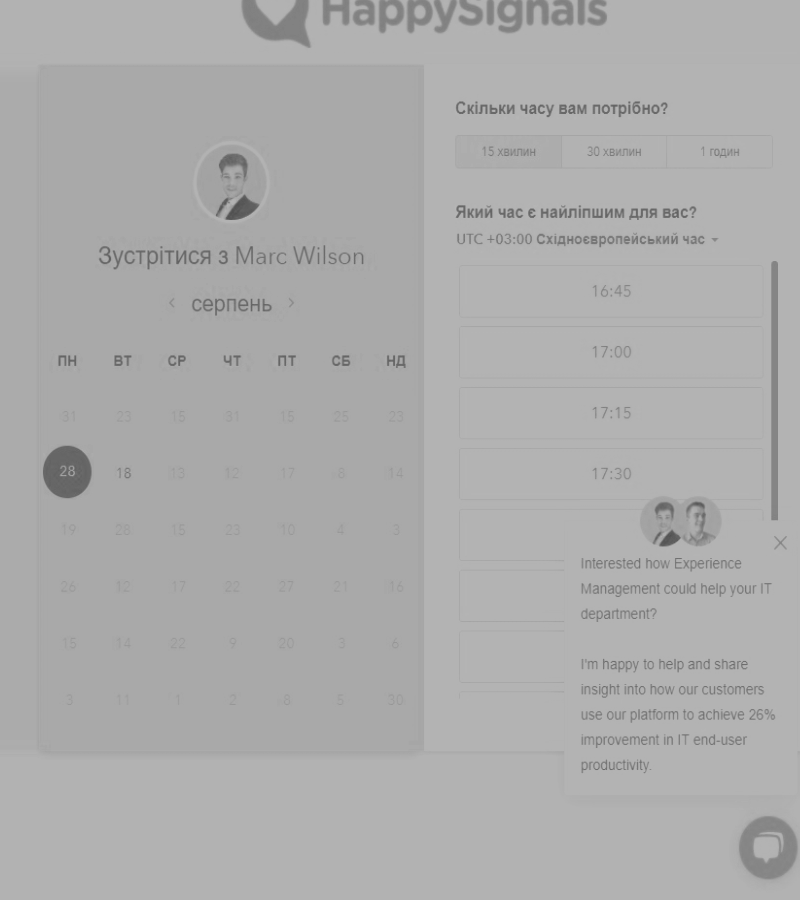 HappySignals
Скільки часу вам потрібно?
15 хвилин 30 хвилин 1 годин
Який час є найліпшим для вас?
UTC +03:00 Східноєвропейський час
Зустрітися з Marc Wilson
серпень
ПН ВТ СР ЧТ ПТ СБ НД
31 23 15 31 15 25 23
28 18 13 12 17 8 14
19 28 15 23 10 4 3
26 12 17 22 27 21 16
15 14 22 9 20 3 6
3 11 1 2 8 5 30
16:45
17:00
17:15
17:30
Interested how Experience
Management could help your IT
department?
I'm happy to help and share
insight into how our customers
use our platform to achieve 26%
improvement in IT end-user
productivity.